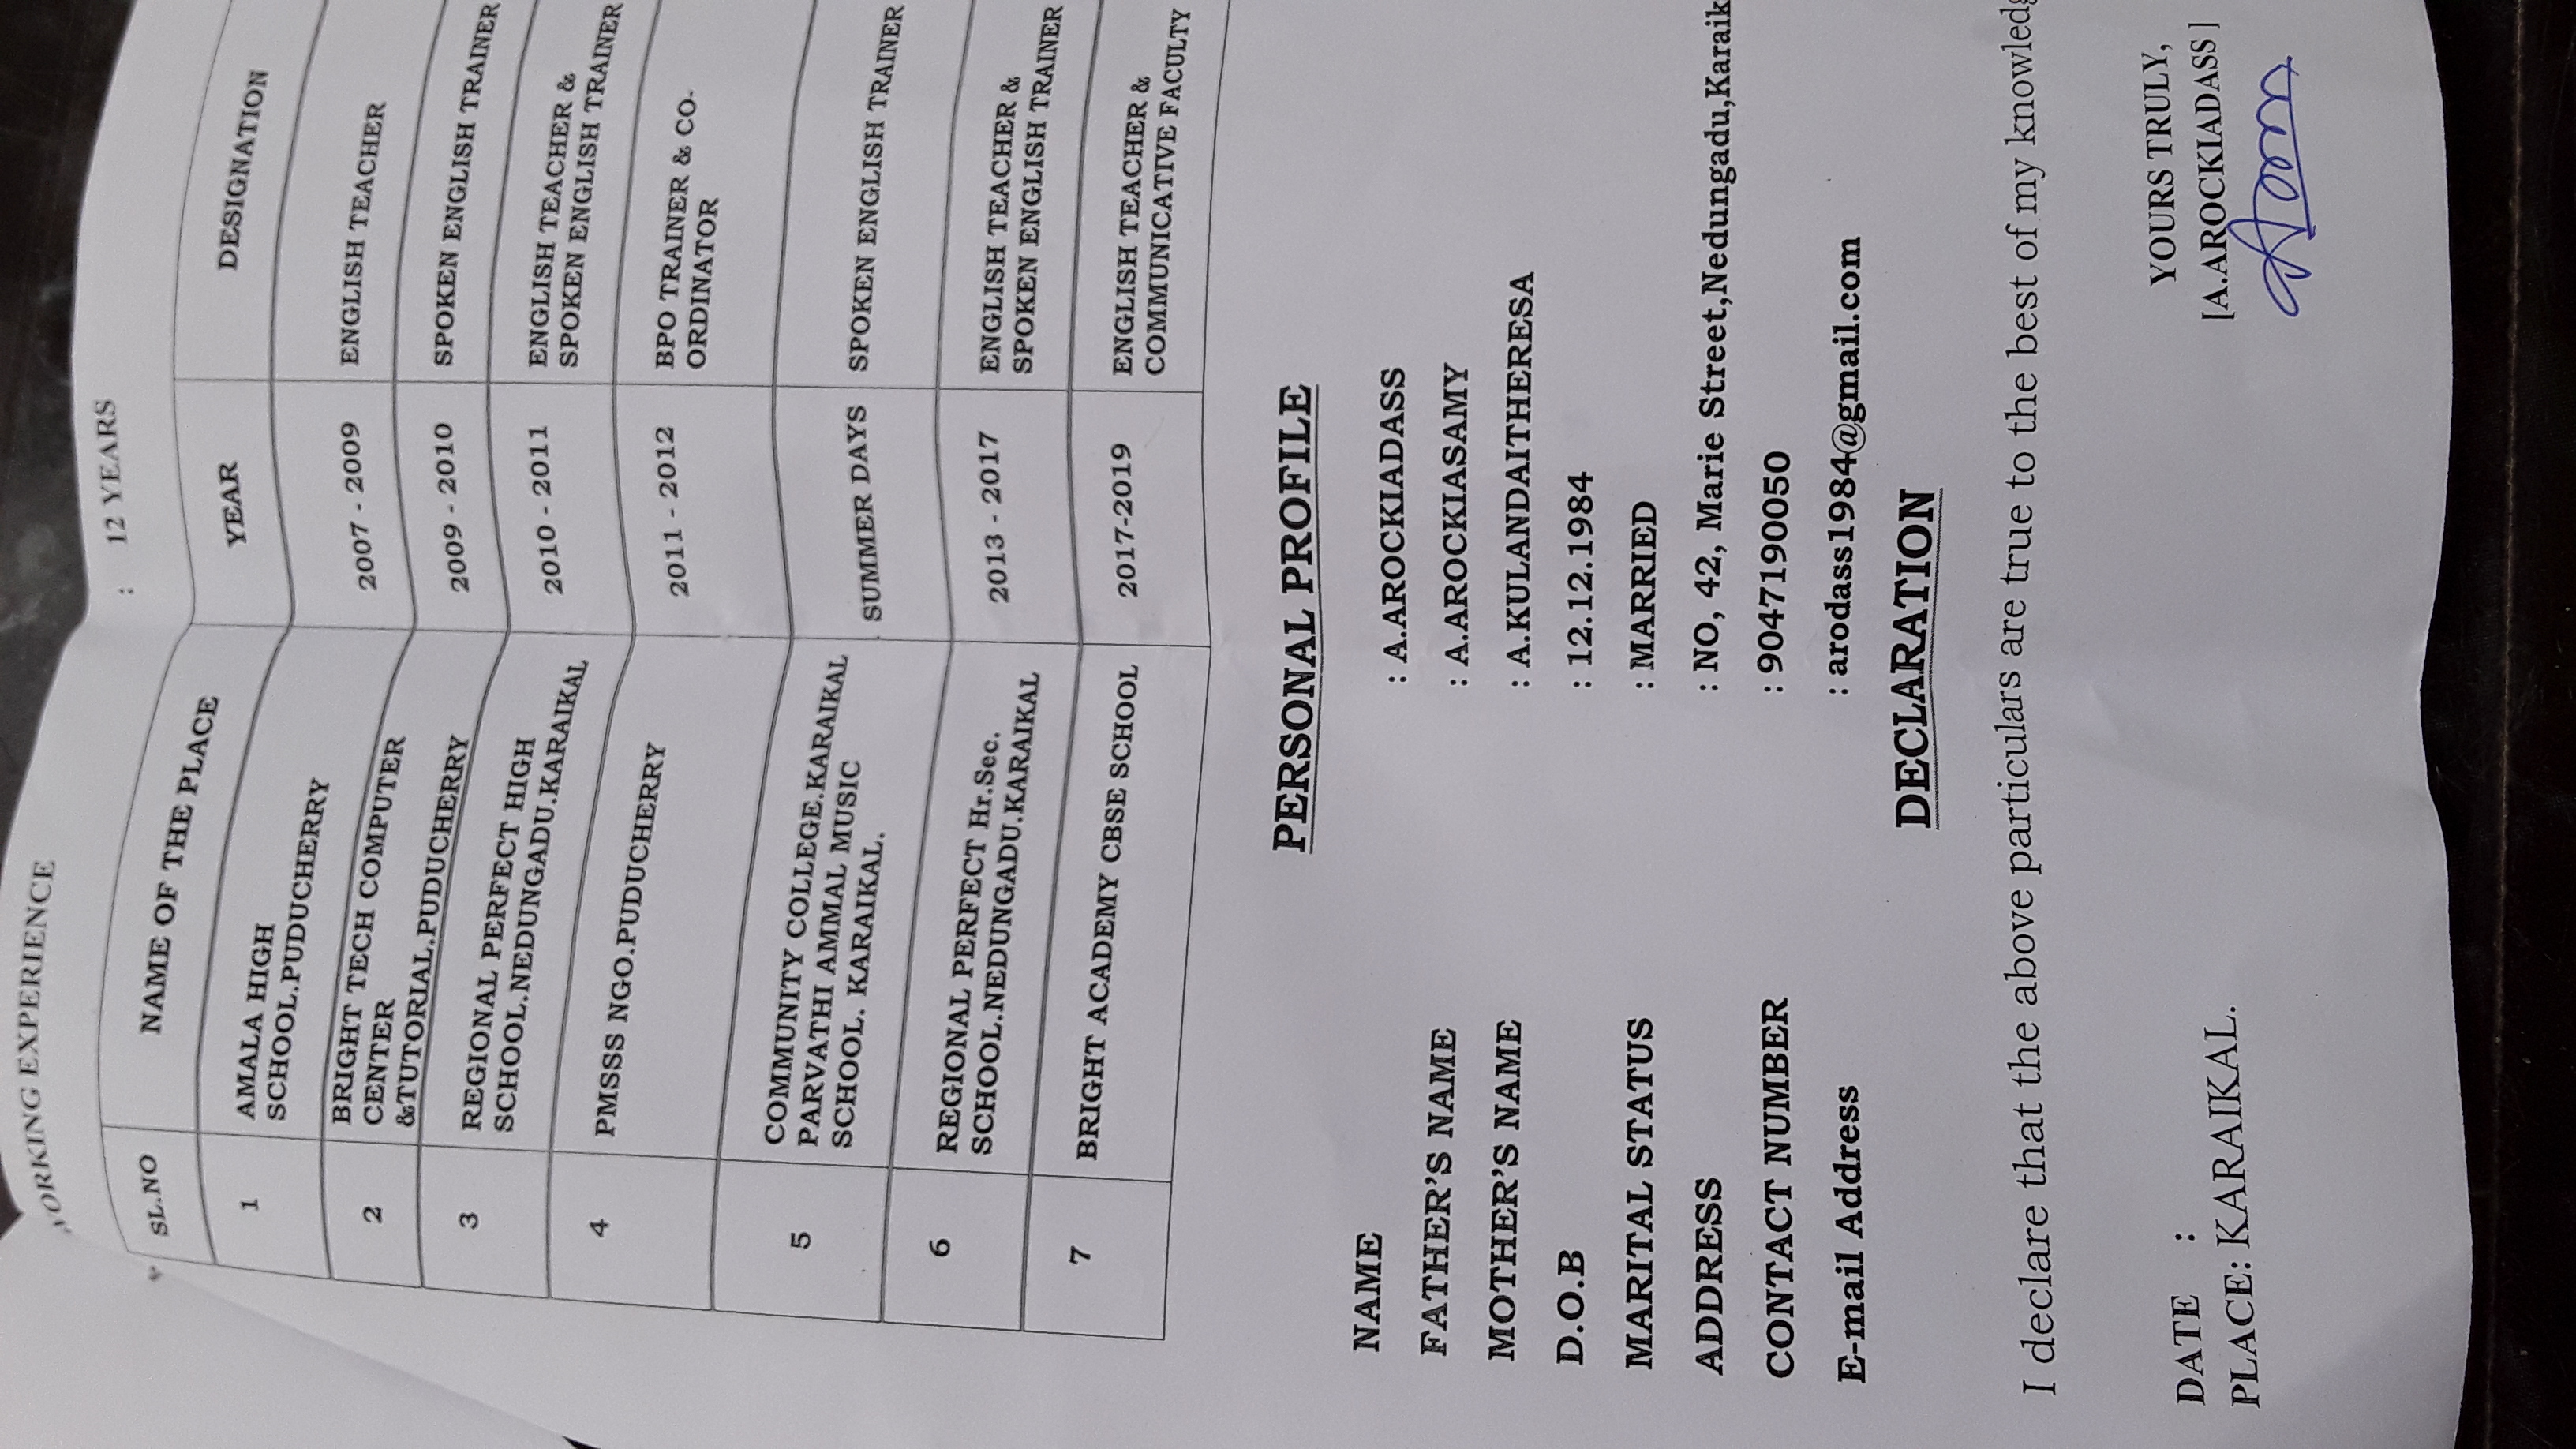 WORKING EXPERIENCE : 12 YEARS
SL.NO NAME OF THE PLACE YEAR DESIGNATION
1 AMALA HIGH
SCHOOL.PUDUCHERRY 2007 - 2009 ENGLISH TEACHER
2 BRIGHT TECH COMPUTER
CENTER
&TUTORIAL.PUDUCHERRY 2009 - 2010 SPOKEN ENGLISH TRAINER
3 REGIONAL PERFECT HIGH
SCHOOL.NEDUNGADU.KARAIKAL 2010 - 2011 ENGLISH TEACHER &
SPOKEN ENGLISH TRAINER
4 PMSSS NGO.PUDUCHERRY 2011 - 2012 BPO TRAINER & CO-
ORDINATOR
5 COMMUNITY COLLEGE.KARAIKAL
PARVATHI AMMAL MUSIC
SCHOOL. KARAIKAL. SUMMER DAYS SPOKEN ENGLISH TRAINER
6 REGIONAL PERFECT Hr.Sec.
SCHOOL.NEDUNGADU.KARAIKAL 2013 - 2017 ENGLISH TEACHER &
SPOKEN ENGLISH TRAINER
7 BRIGHT ACADEMY CBSE SCHOOL 2017-2019 ENGLISH TEACHER &
COMMUNICATIVE FACULTY
PERSONAL PROFILE
NAME : A.AROCKIADASS
FATHER'S NAME : A.AROCKIASAMY
MOTHER'S NAME : A.KULANDAITHERESA
D.O.B : 12.12.1984
MARITAL STATUS : MARRIED
ADDRESS : NO, 42, Marie Street,Nedungadu,Karaik
CONTACT NUMBER : 9047190050
E-mail Address : arodass1984@gmail.com
DECLARATION
I declare that the above particulars are true to the best of my knowledg
YOURS TRULY,
DATE :
[A.AROCKIADASS ]
PLACE: KARAIKAL.